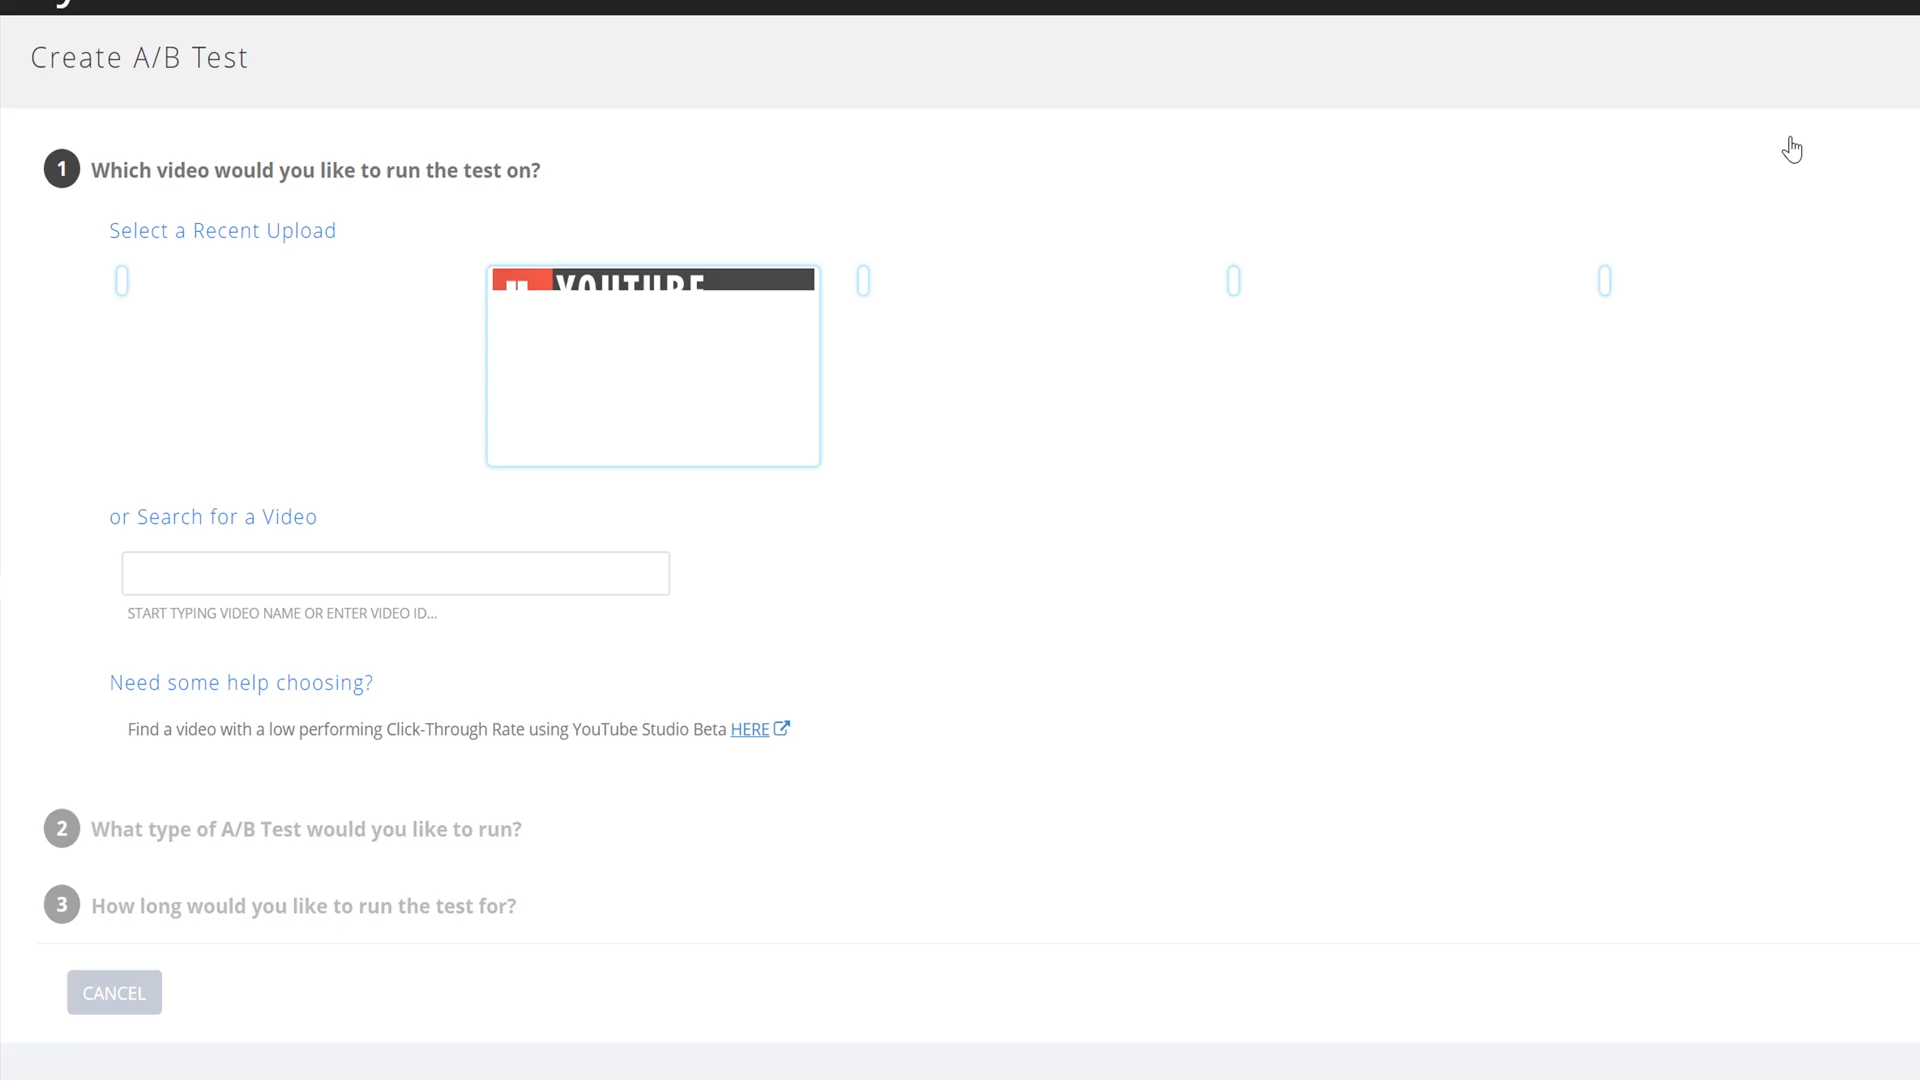 Create A/B Test
1 Which video would you like to run the test on?
Select a Recent Upload
YOUTUBE
or Search for a Video
START TYPING VIDEO NAME OR ENTER VIDEO ID...
Need some help choosing?
Find a video with a low performing Click-Through Rate using YouTube Studio Beta HERE
2 What type of A/B Test would you like to run?
3 How long would you like to run the test for?
CANCEL